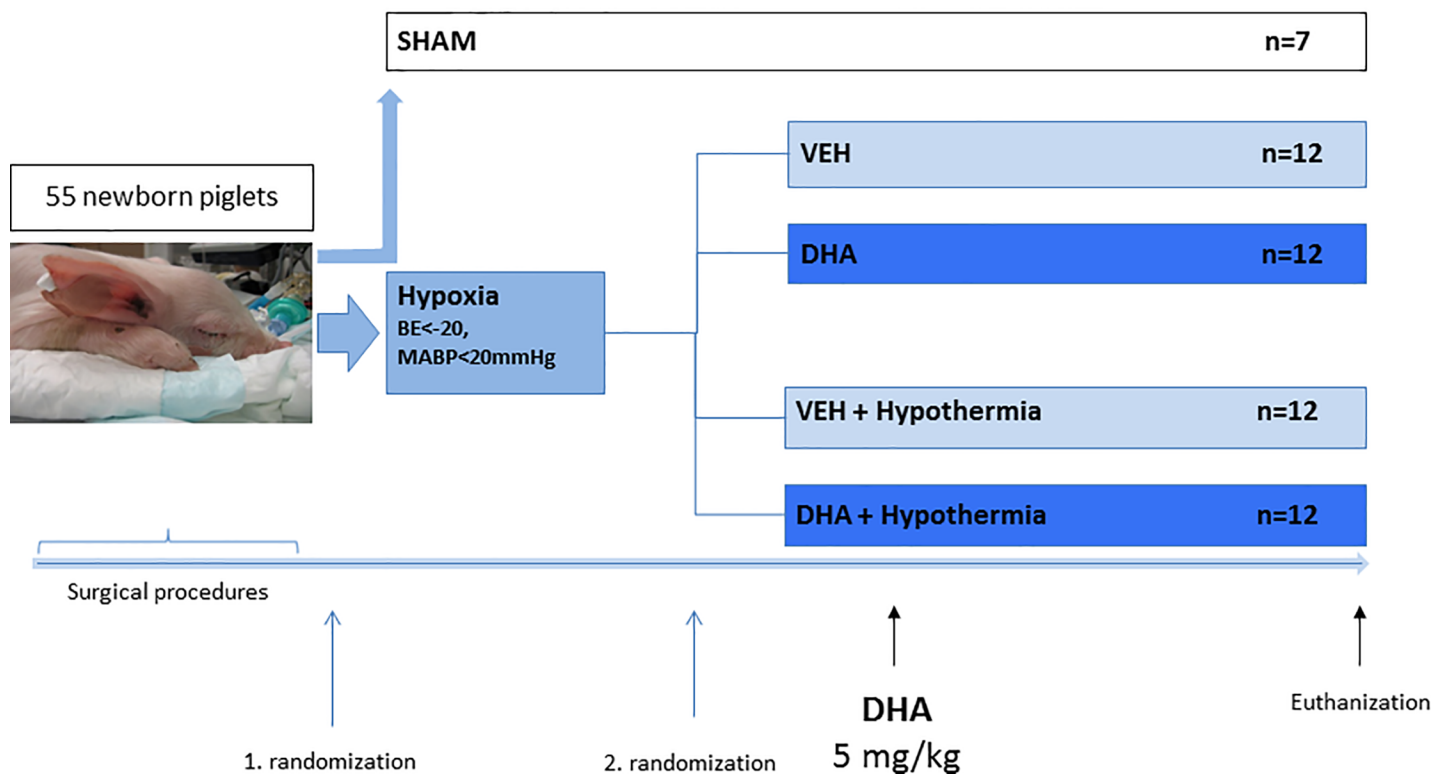 SHAM n=7
VEH n=12
55 newborn piglets
DHA n=12
Hypoxia
BE<-20,
MABP<20mmHg
VEH + Hypothermia n=12
DHA + Hypothermia n=12
Surgical procedures
1. randomization
2. randomization
DHA
5 mg/kg
Euthanization